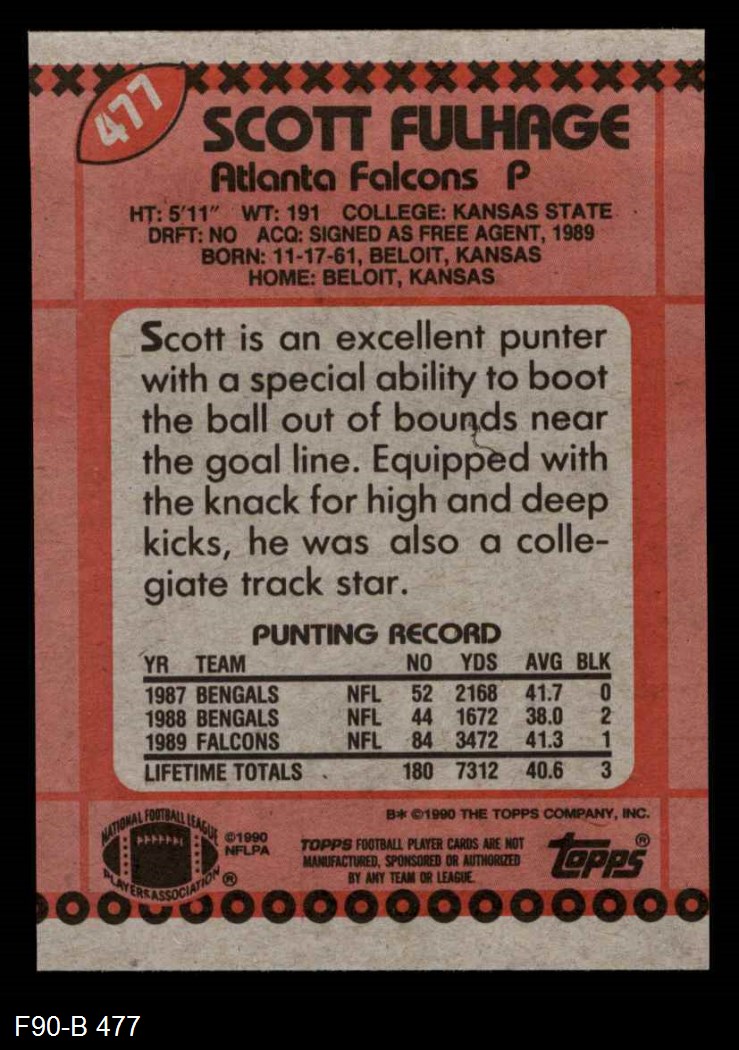 477
SCOTT FULHAGE
Atlanta Falcons P
HT: 5'11" WT: 191 COLLEGE: KANSAS STATE
DRFT: NO ACQ: SIGNED AS FREE AGENT, 1989
BORN: 11-17-61, BELOIT, KANSAS
HOME: BELOIT, KANSAS
Scott is an excellent punter
with a special ability to boot
the ball out of bounds near
the goal line. Equipped with
the knack for high and deep
kicks, he was also a colle-
giate track star.
PUNTING RECORD
YR TEAM NO YDS AVG BLK
1987 BENGALS NFL 52 2168 41.7 0
1988 BENGALS NFL 44 1672 38.0 2
1989 FALCONS NFL 84 3472 41.3 1
LIFETIME TOTALS 180 7312 40.6 3
B* ©1990 THE TOPPS COMPANY, INC.
NATIONAL FOOTBALL LEAGUE
PLAYERS ASSOCIATION ®
©1990
NFLPA
TOPPS FOOTBALL PLAYER CARDS ARE NOT
MANUFACTURED, SPONSORED OR AUTHORIZED
BY ANY TEAM OR LEAGUE.
topps®
F90-B 477